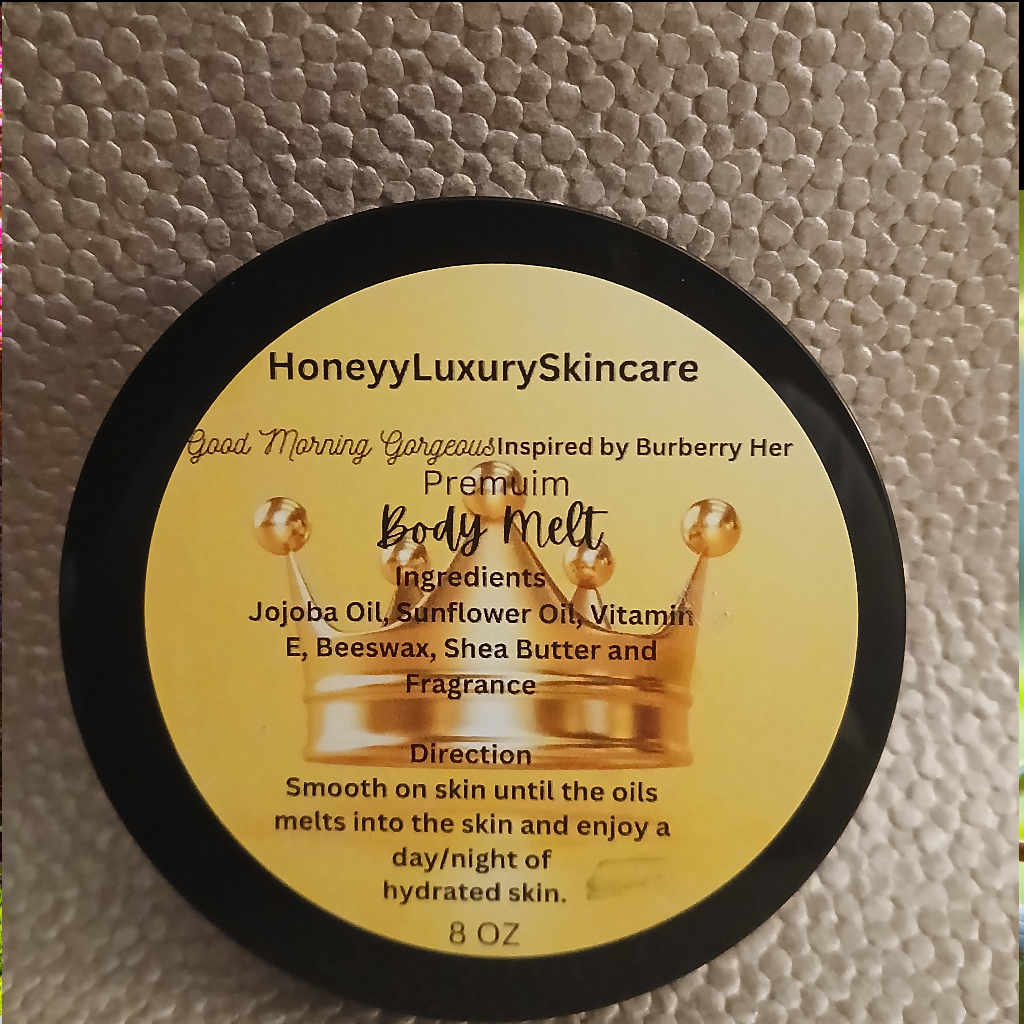 HoneyyLuxurySkincare
Good Morning Gorgeous Inspired by Burberry Her
Premuim
Body Melt
Ingredients
Jojoba Oil, Sunflower Oil, Vitamin
E, Beeswax, Shea Butter and
Fragrance
Direction
Smooth on skin until the oils
melts into the skin and enjoy a
day/night of
hydrated skin.
8 OZ